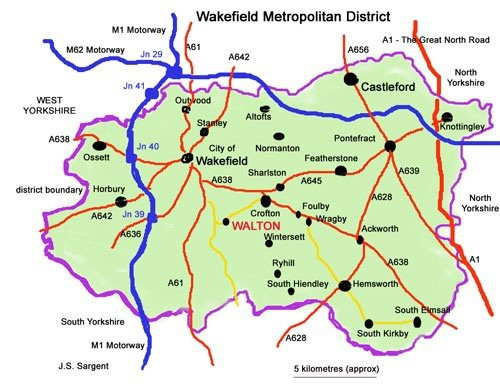 Wakefield Metropolitan District
M1 Motorway
Jn 29
A61
A642
A656
A1 - The Great North Road
M62 Motorway
Jn 41
Castleford
North
Yorkshire
WEST
YORKSHIRE
Outwood
Altofts
Stanley
Knottingley
A638
City of
Wakefield
Normanton
Pontefract
Ossett
Jn 40
Featherstone
Sharlston
A638
A645
A639
district boundary
Horbury
A628
North
Yorkshire
A642
Jn 39
Crofton
Foulby
Wragby
WALTON
A636
Wintersett
Ackworth
A638
A1
Ryhill
A61
South Hiendley
Hemsworth
South Yorkshire
South Elmsall
South Kirkby
M1 Motorway
A628
J.S. Sargent
5 kilometres (approx)